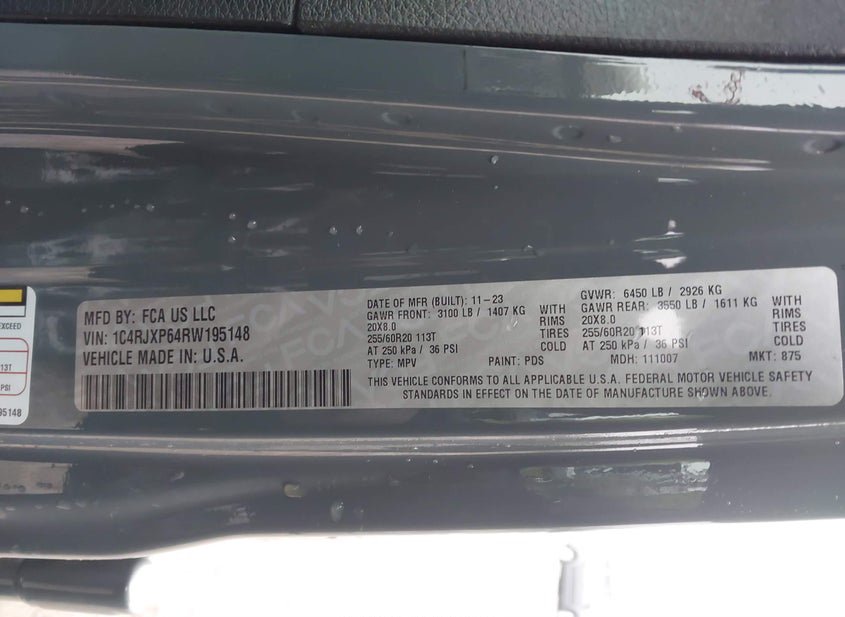 EXCEED
13T
PSI
95148
MFD BY: FCA US LLC
VIN: 1C4RJXP64RW195148
VEHICLE MADE IN U.S.A.
DATE OF MFR (BUILT): 11-23
GAWR FRONT: 3100 LB / 1407 KG WITH
20X8.0 RIMS
255/60R20 113T TIRES
AT 250 kPa / 36 PSI COLD
GVWR: 6450 LB / 2926 KG
GAWR REAR: 3550 LB / 1611 KG WITH
20X8.0 RIMS
255/60R20 113T TIRES
AT 250 kPa / 36 PSI COLD
TYPE: MPV PAINT: PDS MDH: 111007 MKT: 875
THIS VEHICLE CONFORMS TO ALL APPLICABLE U.S.A. FEDERAL MOTOR VEHICLE SAFETY
STANDARDS IN EFFECT ON THE DATE OF MANUFACTURE SHOWN ABOVE.